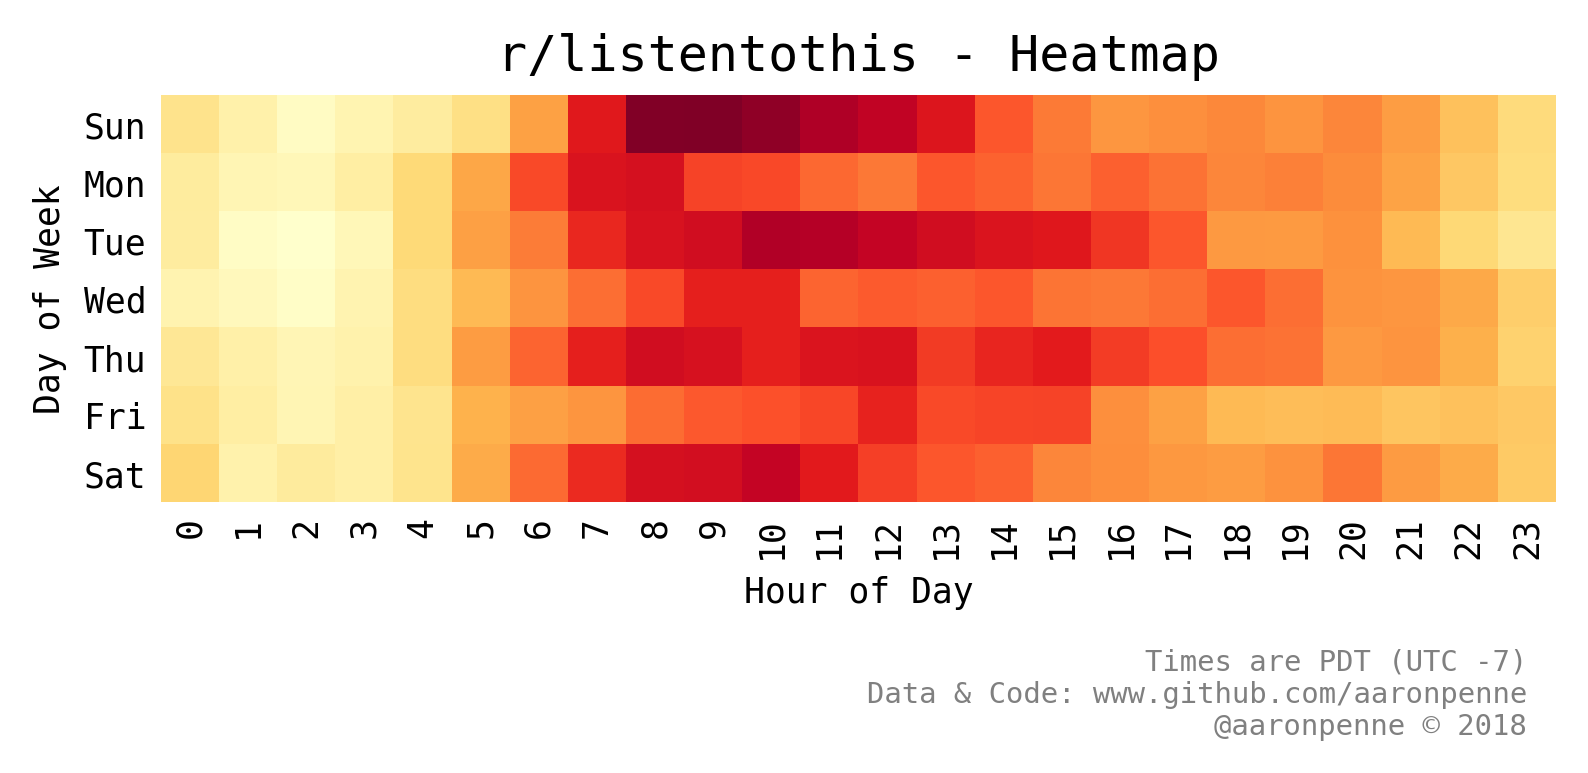 r/listentothis - Heatmap
Day of Week
Sun
Mon
Tue
Wed
Thu
Fri
Sat
0 1 2 3 4 5 6 7 8 9 10 11 12 13 14 15 16 17 18 19 20 21 22 23
Hour of Day
Times are PDT (UTC -7)
Data & Code: www.github.com/aaronpenne
@aaronpenne © 2018